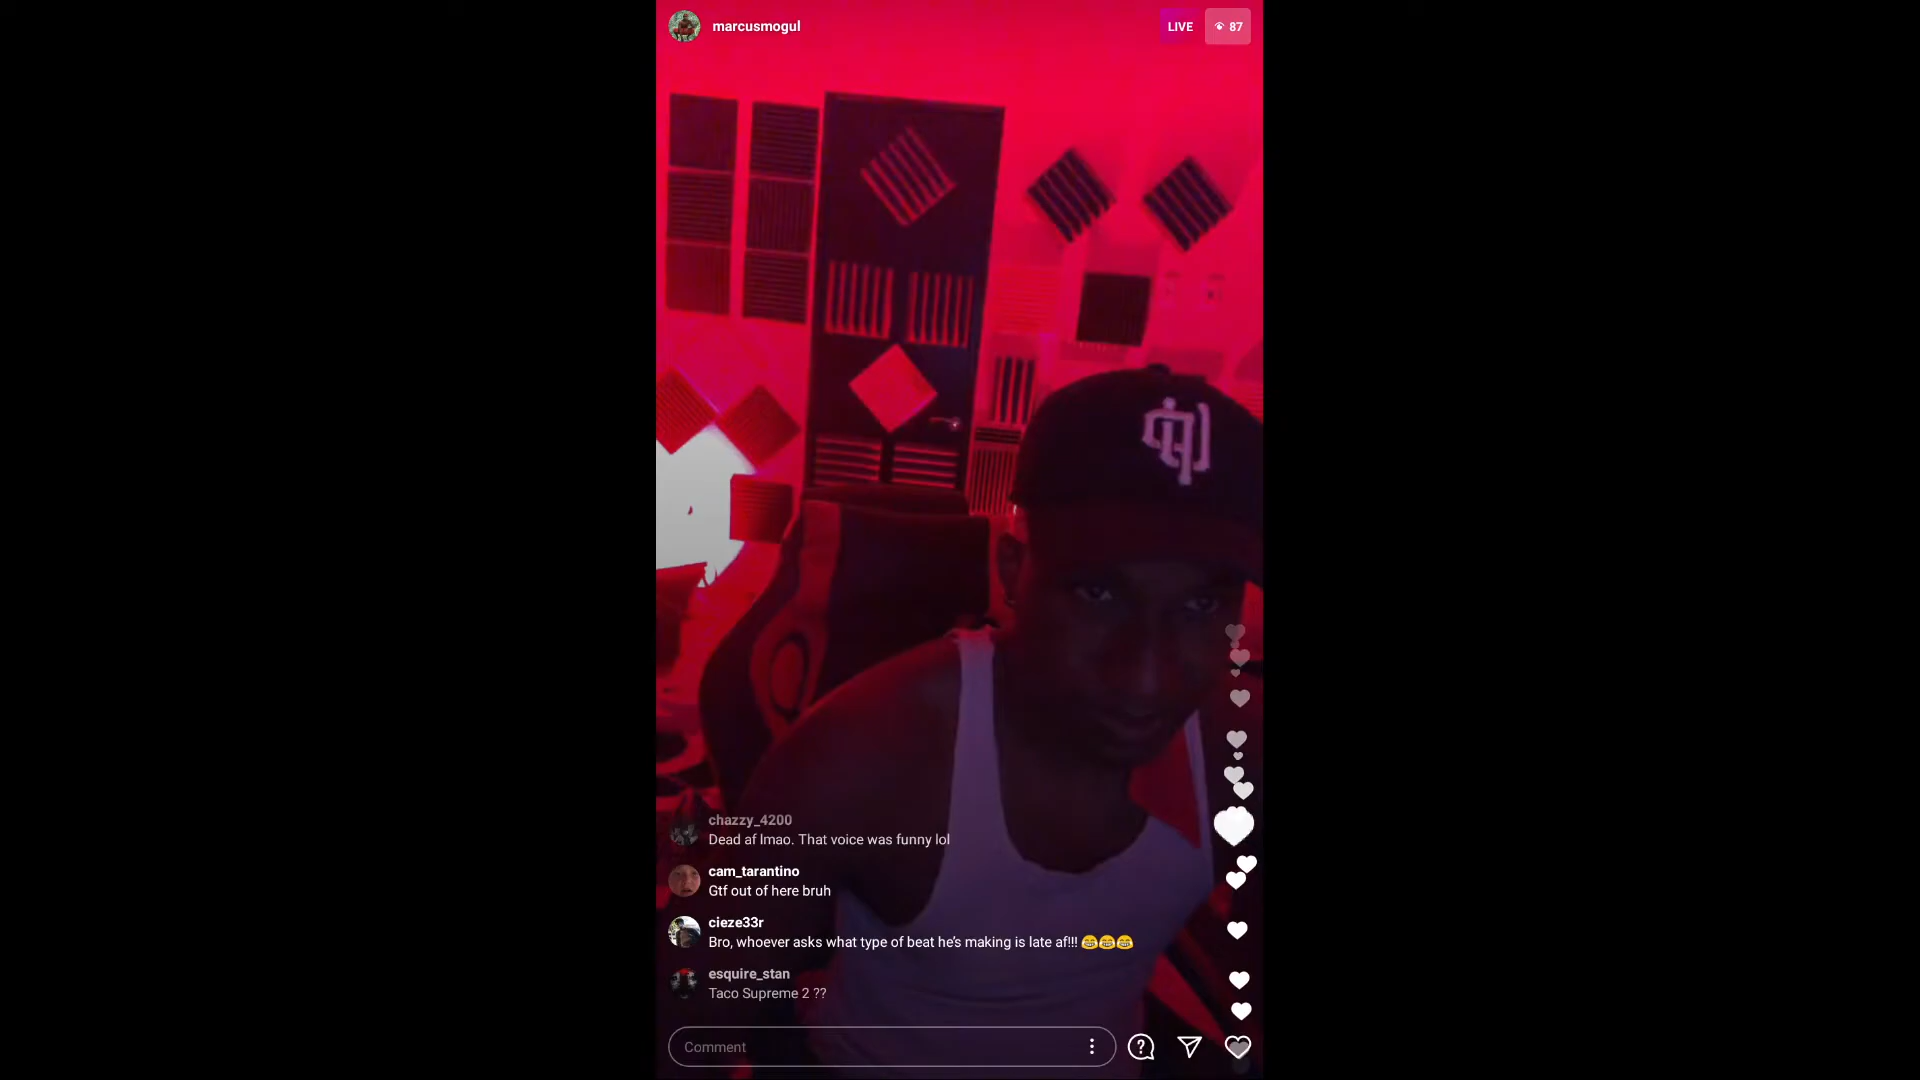 marcusmogul
LIVE
87
chazzy_4200
Dead af lmao. That voice was funny lol
cam_tarantino
Gtf out of here bruh
cieze33r
Bro, whoever asks what type of beat he's making is late af!!! 😂😂😂
esquire_stan
Taco Supreme 2 ??
Comment